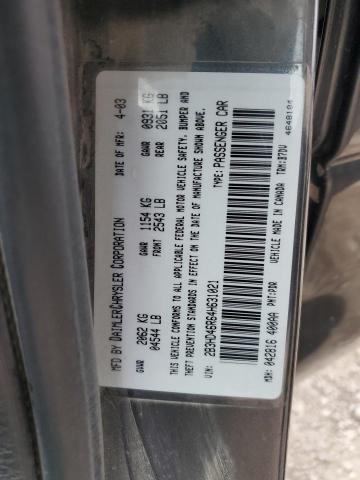 MFD BY DAIMLERCHRYSLER CORPORATION
DATE OF MFR: 4-03
GVWR 2062 KG 04544 LB
GAWR FRONT 1154 KG 2543 LB
GAWR REAR 0931 KG 2051 LB
THIS VEHICLE CONFORMS TO ALL APPLICABLE FEDERAL MOTOR VEHICLE SAFETY, BUMPER AND
THEFT PREVENTION STANDARDS IN EFFECT ON THE DATE OF MANUFACTURE SHOWN ABOVE.
VIN: 2B3HD46R64H631021 TYPE: PASSENGER CAR
MDH: 042816 400AA PNT: PDR VEHICLE MADE IN CANADA TRM: B7DV
4648194